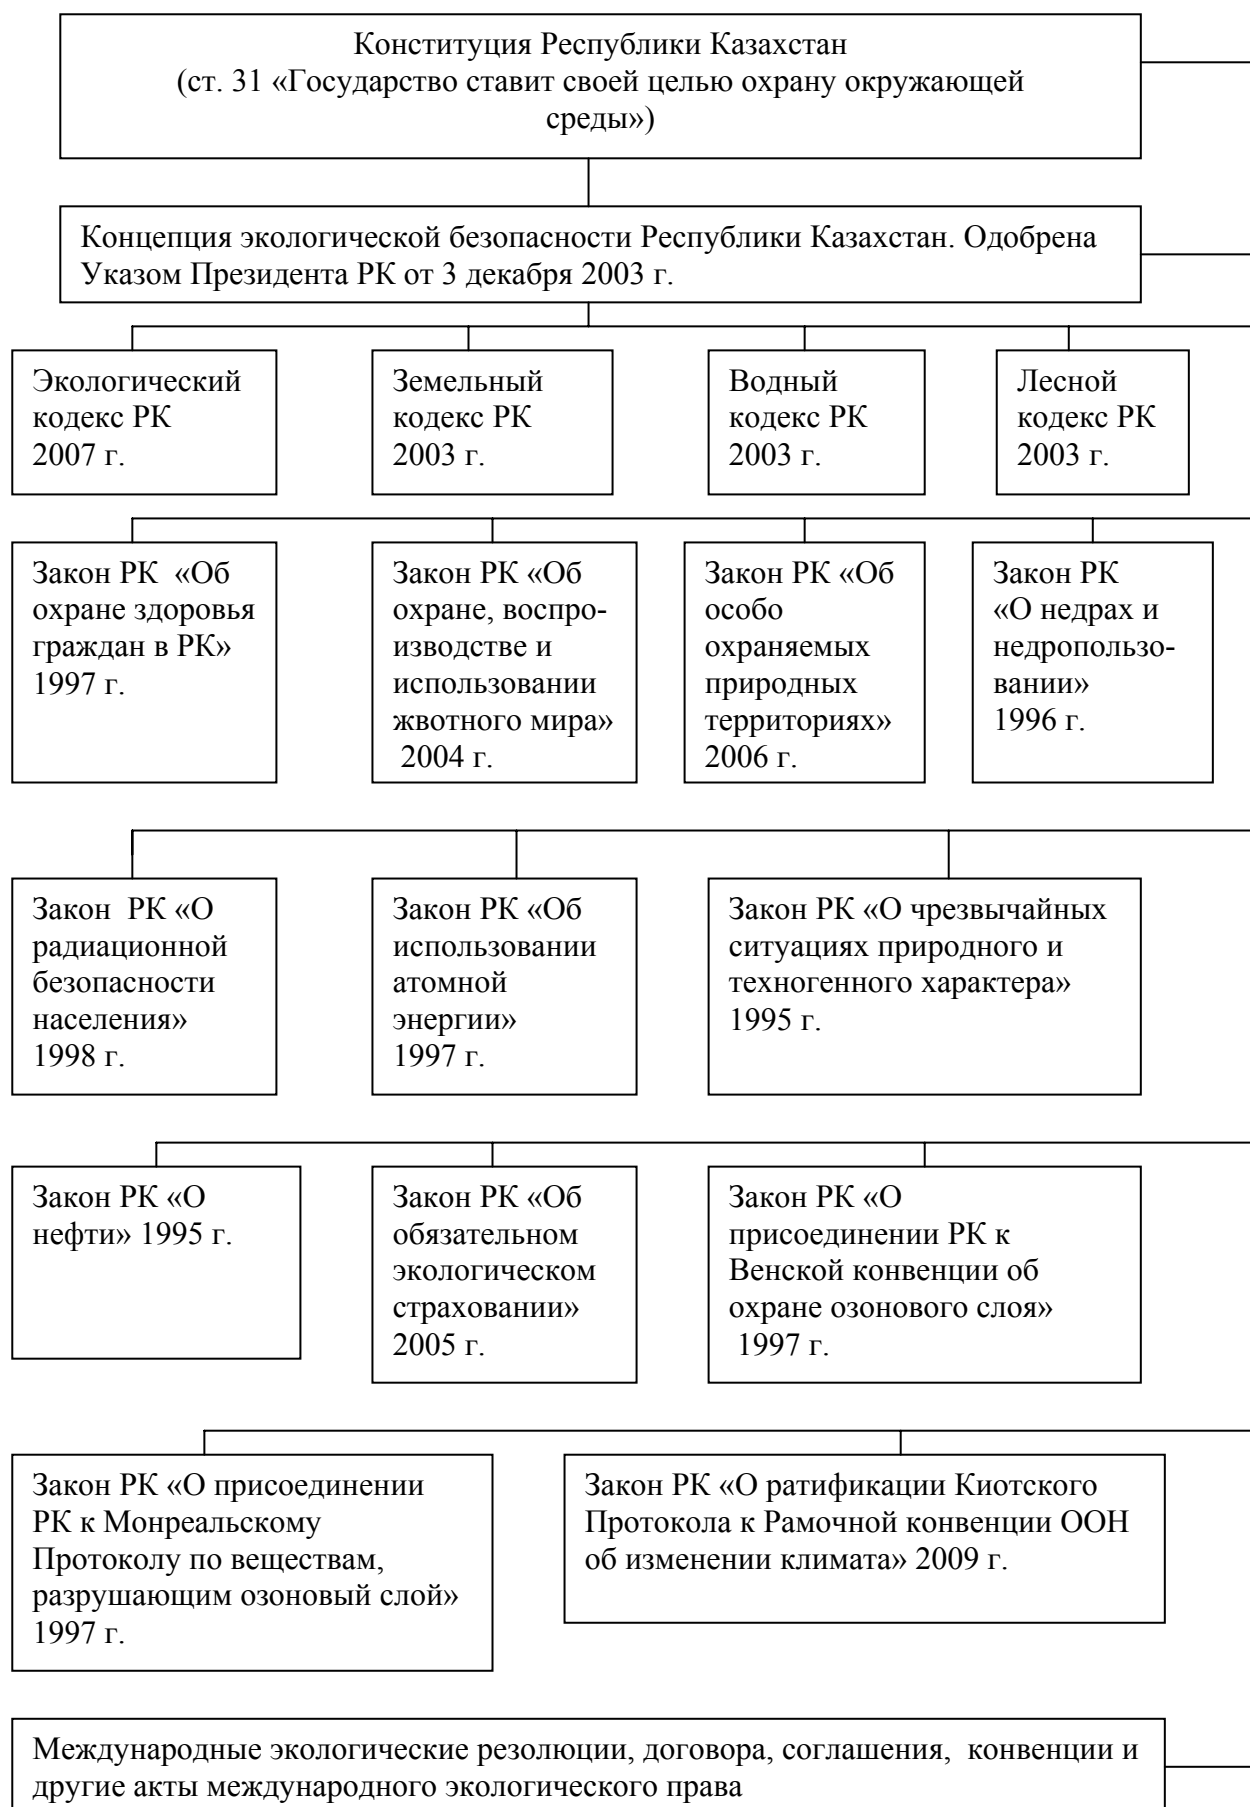 Конституция Республики Казахстан
(ст. 31 «Государство ставит своей целью охрану окружающей
среды»)
Концепция экологической безопасности Республики Казахстан. Одобрена
Указом Президента РК от 3 декабря 2003 г.
Экологический
кодекс РК
2007 г.
Земельный
кодекс РК
2003 г.
Водный
кодекс РК
2003 г.
Лесной
кодекс РК
2003 г.
Закон РК «Об
охране здоровья
граждан в РК»
1997 г.
Закон РК «Об
охране, воспро-
изводстве и
использовании
жвотного мира»
2004 г.
Закон РК «Об
особо
охраняемых
природных
территориях»
2006 г.
Закон РК
«О недрах и
недропользо-
вании»
1996 г.
Закон РК «О
радиационной
безопасности
населения»
1998 г.
Закон РК «Об
использовании
атомной
энергии»
1997 г.
Закон РК «О чрезвычайных
ситуациях природного и
техногенного характера»
1995 г.
Закон РК «О
нефти» 1995 г.
Закон РК «Об
обязательном
экологическом
страховании»
2005 г.
Закон РК «О
присоединении РК к
Венской конвенции об
охране озонового слоя»
1997 г.
Закон РК «О присоединении
РК к Монреальскому
Протоколу по веществам,
разрушающим озоновый слой»
1997 г.
Закон РК «О ратификации Киотского
Протокола к Рамочной конвенции ООН
об изменении климата» 2009 г.
Международные экологические резолюции, договора, соглашения, конвенции и
другие акты международного экологического права